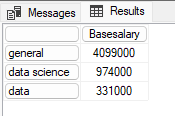 Messages Results
Basesalary
general 4099000
data science 974000
data 331000